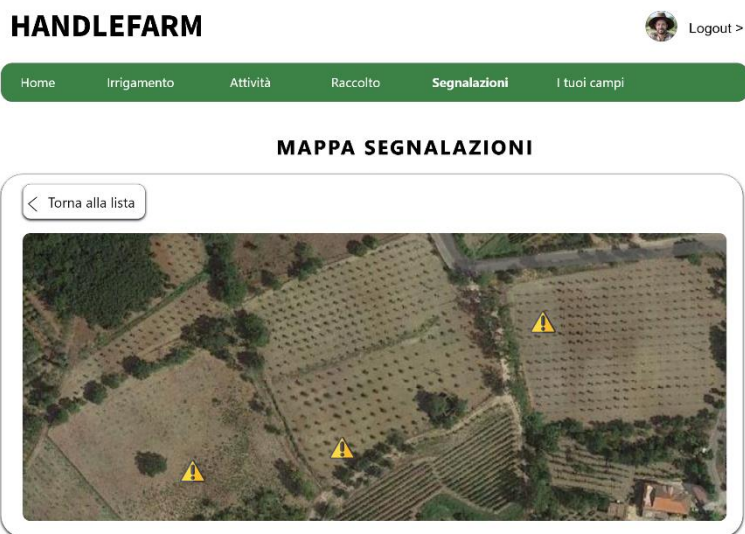 HANDLEFARM
Logout >
Home Irrigamento Attività Raccolto Segnalazioni I tuoi campi
MAPPA SEGNALAZIONI
< Torna alla lista